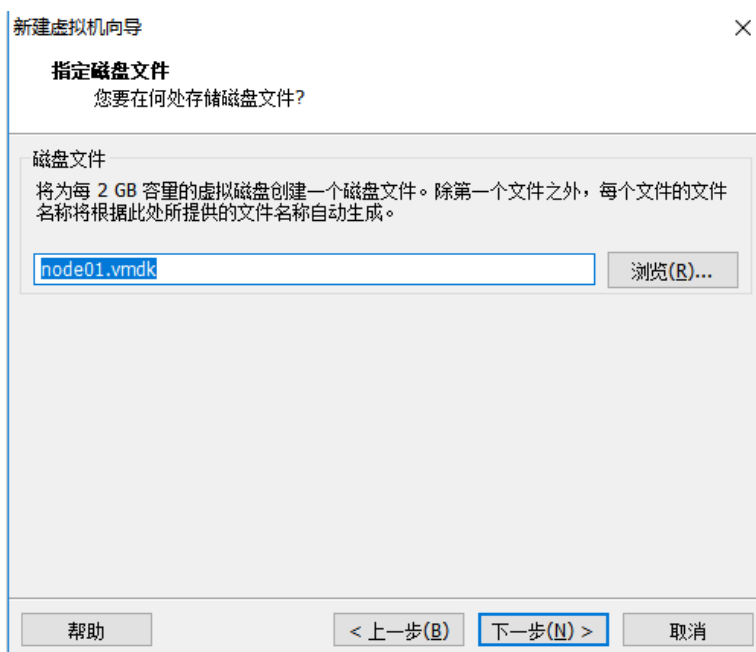 新建虚拟机向导
指定磁盘文件
您要在何处存储磁盘文件?
磁盘文件
将为每 2 GB 容量的虚拟磁盘创建一个磁盘文件。除第一个文件之外，每个文件的文件
名称将根据此处所提供的文件名称自动生成。
node01.vmdk
浏览(R)...
帮助
< 上一步(B)
下一步(N) >
取消